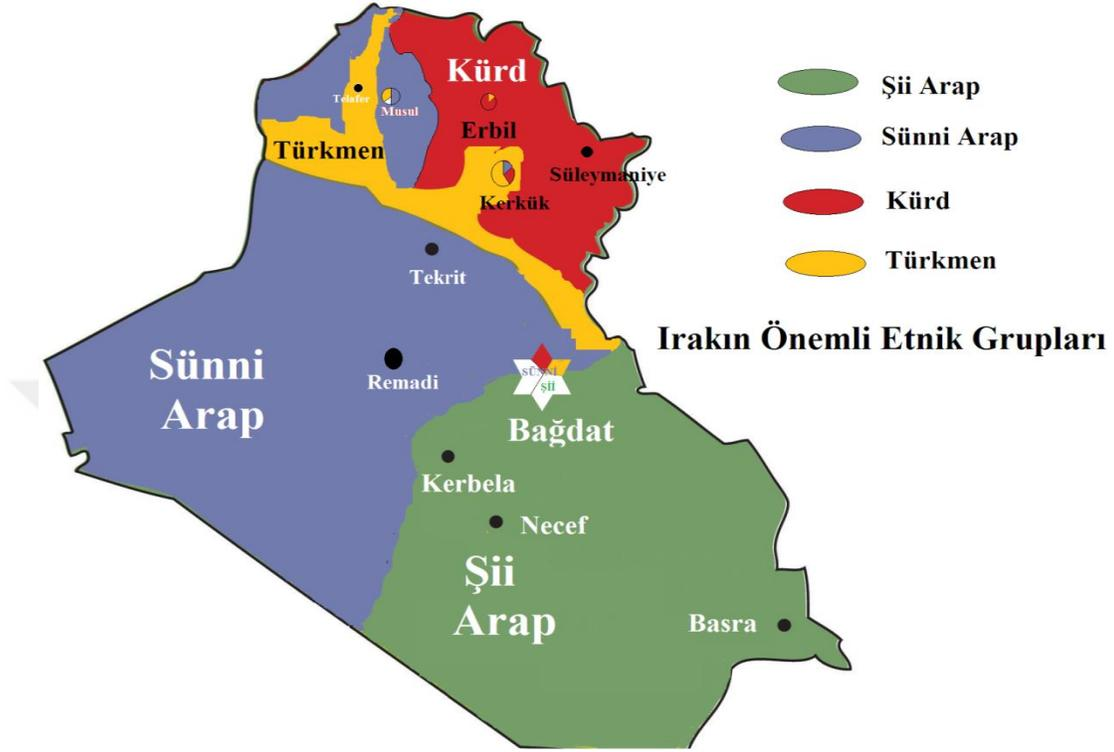 Kürd
Telafer
Musul
Erbil
Türkmen
Süleymaniye
Kerkük
Tekrit
Sünni
Arap
Remadi
SÜNNİ
Şii
Bağdat
Kerbela
Necef
Şii
Arap
Basra
Şii Arap
Sünni Arap
Kürd
Türkmen
Irakın Önemli Etnik Grupları